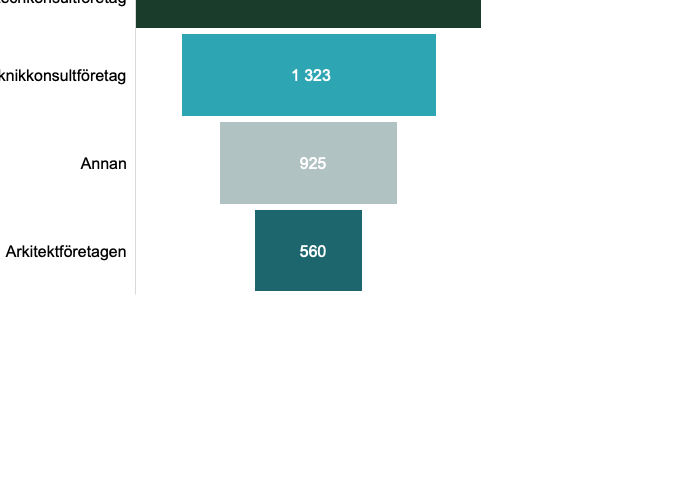 knikkonsultföretag
1 323
Annan
925
Arkitektföretagen
560